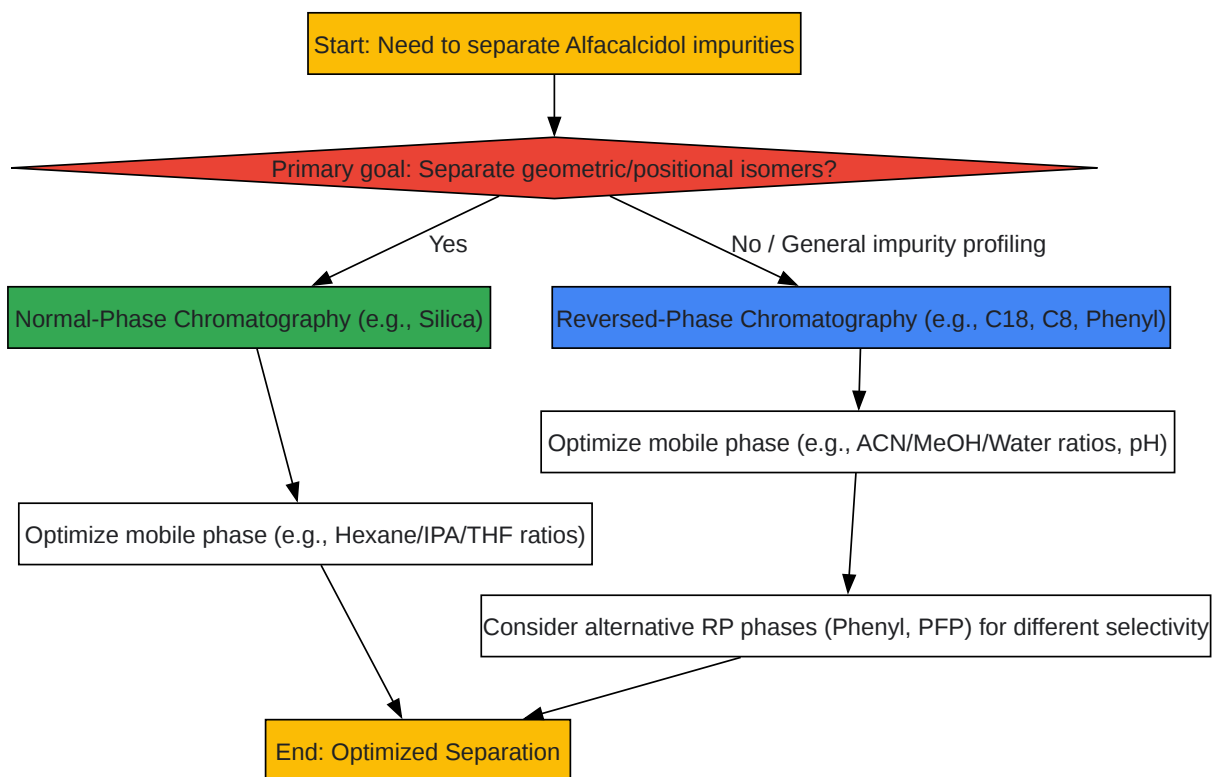 Start: Need to separate Alfacalcidol impurities
Primary goal: Separate geometric/positional isomers?
Yes
No / General impurity profiling
Normal-Phase Chromatography (e.g., Silica)
Reversed-Phase Chromatography (e.g., C18, C8, Phenyl)
Optimize mobile phase (e.g., ACN/MeOH/Water ratios, pH)
Optimize mobile phase (e.g., Hexane/IPA/THF ratios)
Consider alternative RP phases (Phenyl, PFP) for different selectivity
End: Optimized Separation